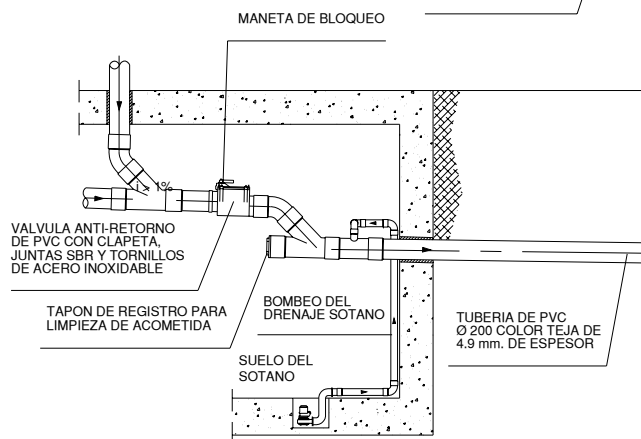 MANETA DE BLOQUEO
1%
VALVULA ANTI-RETORNO
DE PVC CON CLAPETA,
JUNTAS SBR Y TORNILLOS
DE ACERO INOXIDABLE
TAPON DE REGISTRO PARA
LIMPIEZA DE ACOMETIDA
BOMBEO DEL
DRENAJE SOTANO
TUBERIA DE PVC
Ø 200 COLOR TEJA DE
4.9 mm. DE ESPESOR
SUELO DEL
SOTANO